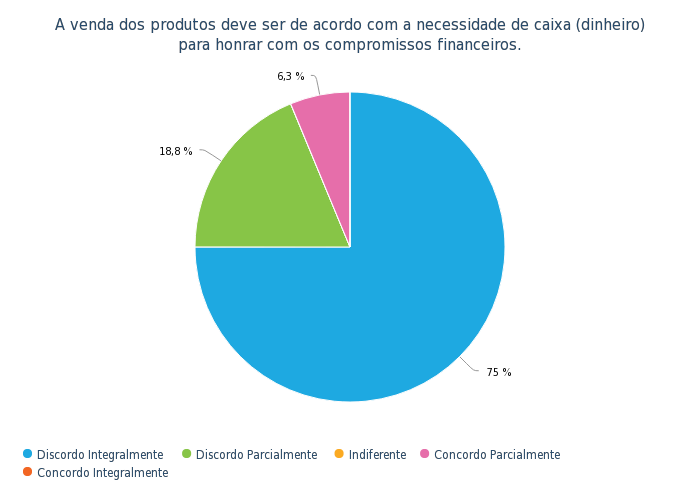 A venda dos produtos deve ser de acordo com a necessidade de caixa (dinheiro)
para honrar com os compromissos financeiros.
6,3 %
18,8 %
75 %
Discordo Integralmente
Discordo Parcialmente
Indiferente
Concordo Parcialmente
Concordo Integralmente